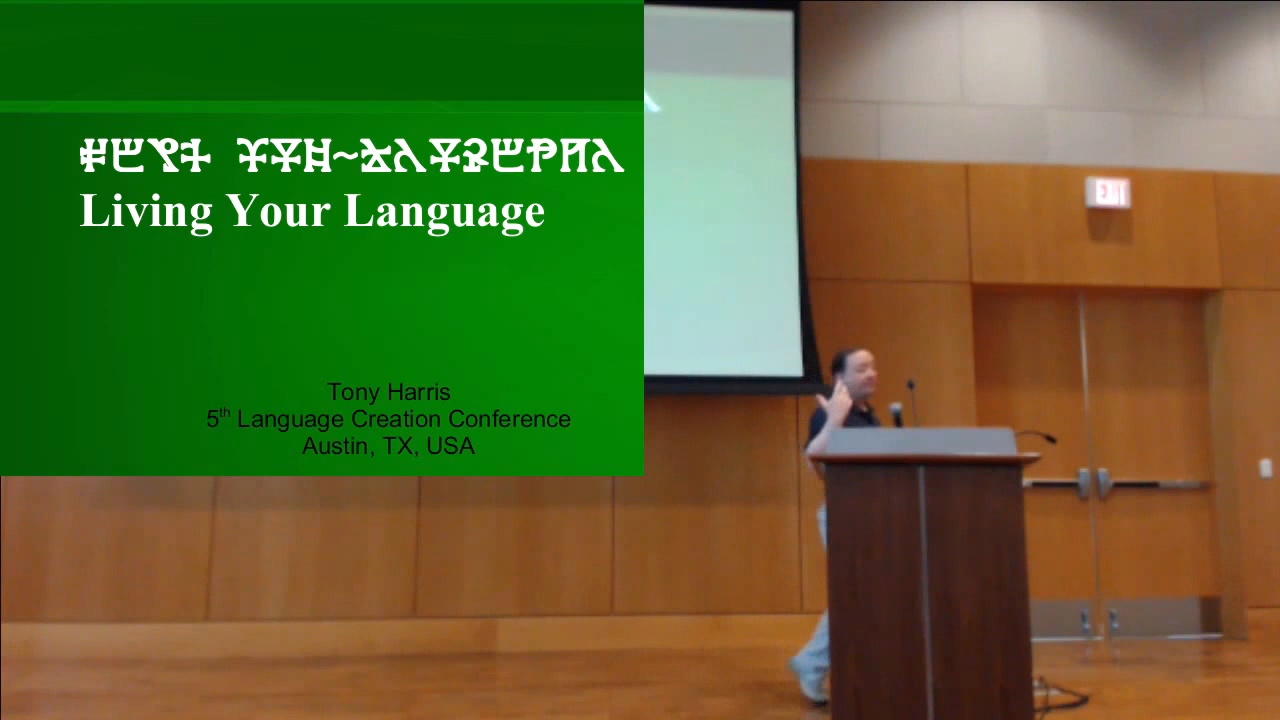 Living Your Language
Tony Harris
5th Language Creation Conference
Austin, TX, USA
EXIT